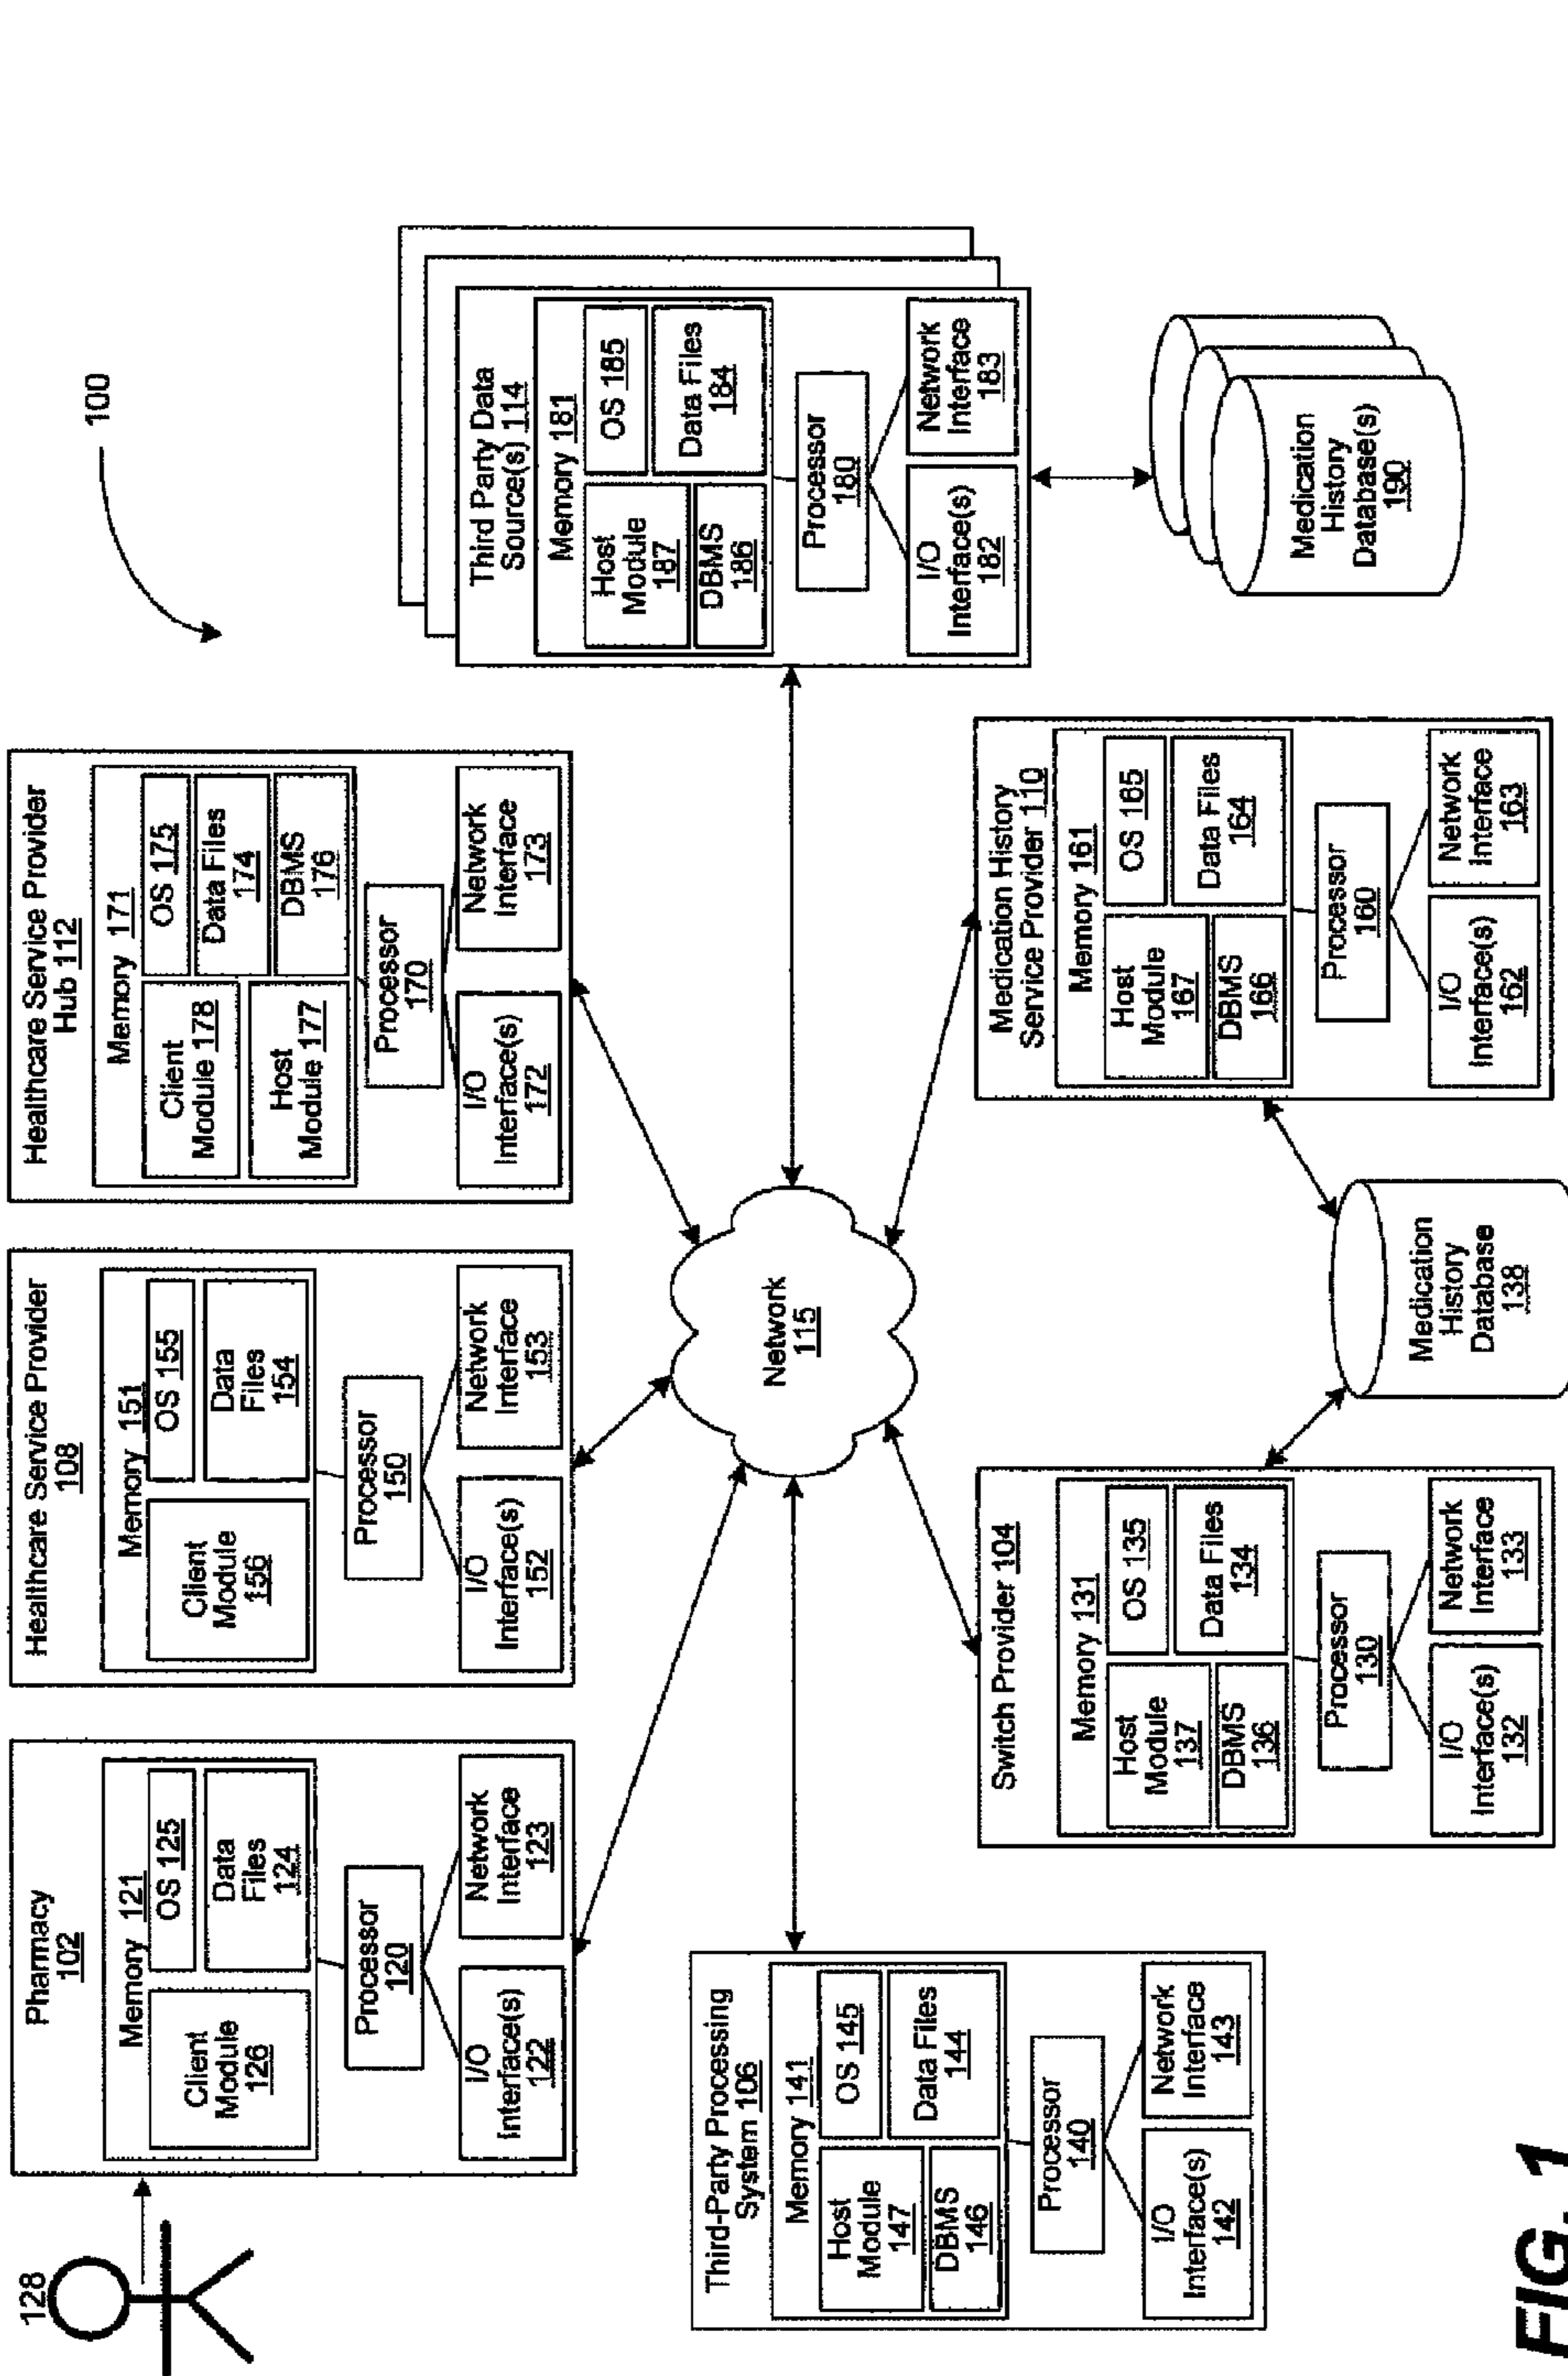 100
128
Pharmacy
102
Memory 121
Client
Module
126
OS 125
Data
Files
124
Processor
120
I/O
Interface(s)
122
Network
Interface
123
Healthcare Service Provider
108
Memory 151
Client
Module
156
OS 155
Data
Files
154
Processor
150
I/O
Interface(s)
152
Network
Interface
153
Healthcare Service Provider
Hub 112
Memory 171
Client
Module 178
Host
Module 177
OS 175
Data Files
174
DBMS
176
Processor
170
I/O
Interface(s)
172
Network
Interface
173
Third Party Data
Source(s) 114
Memory 181
Host
Module
187
DBMS
186
OS 185
Data Files
184
Processor
180
I/O
Interface(s)
182
Network
Interface
183
Medication
History
Database(s)
190
Network
115
Third-Party Processing
System 106
Memory 141
Host
Module
147
DBMS
146
OS 145
Data Files
144
Processor
140
I/O
Interface(s)
142
Network
Interface
143
Switch Provider 104
Memory 131
Host
Module
137
DBMS
136
OS 135
Data Files
134
Processor
130
I/O
Interface(s)
132
Network
Interface
133
Medication
History
Database
138
Medication History
Service Provider 110
Memory 161
Host
Module
167
DBMS
166
OS 165
Data Files
164
Processor
160
I/O
Interface(s)
162
Network
Interface
163
FIG. 1